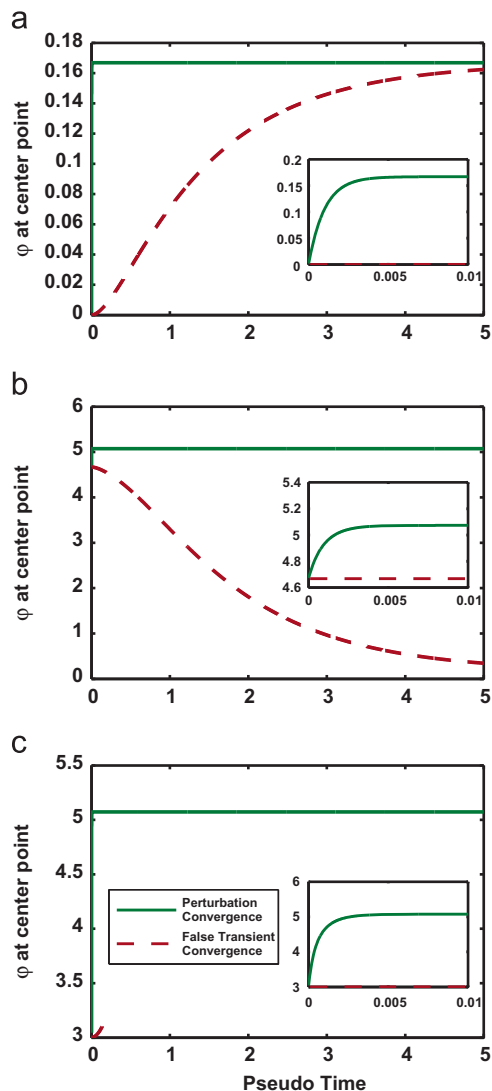 a
0.18
0.16
0.14
0.12
0.1
0.08
0.06
0.04
0.02
0
φ at center point
0 1 2 3 4 5
0.2
0.15
0.1
0.05
0
0 0.005 0.01
b
6
5
4
3
2
1
0
φ at center point
0 1 2 3 4 5
5.4
5.2
5
4.8
4.6
0 0.005 0.01
c
5.5
5
4.5
4
3.5
3
φ at center point
0 1 2 3 4 5
Perturbation
Convergence
False Transient
Convergence
6
5
4
3
0 0.005 0.01
Pseudo Time